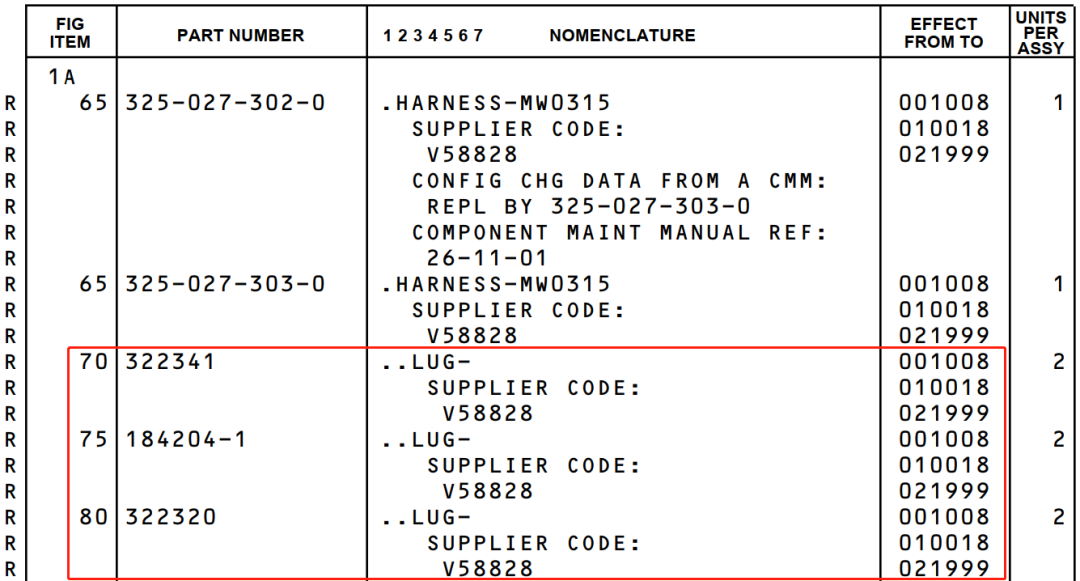 FIG ITEM PART NUMBER 1 2 3 4 5 6 7 NOMENCLATURE EFFECT FROM TO UNITS PER ASSY
1A
R 65 325-027-302-0 .HARNESS-MW0315 001008 1
R SUPPLIER CODE: 010018
R V58828 021999
R CONFIG CHG DATA FROM A CMM:
R REPL BY 325-027-303-0
R COMPONENT MAINT MANUAL REF:
R 26-11-01
R 65 325-027-303-0 .HARNESS-MW0315 001008 1
R SUPPLIER CODE: 010018
R V58828 021999
R 70 322341 ..LUG- 001008 2
R SUPPLIER CODE: 010018
R V58828 021999
R 75 184204-1 ..LUG- 001008 2
R SUPPLIER CODE: 010018
R V58828 021999
R 80 322320 ..LUG- 001008 2
R SUPPLIER CODE: 010018
R V58828 021999